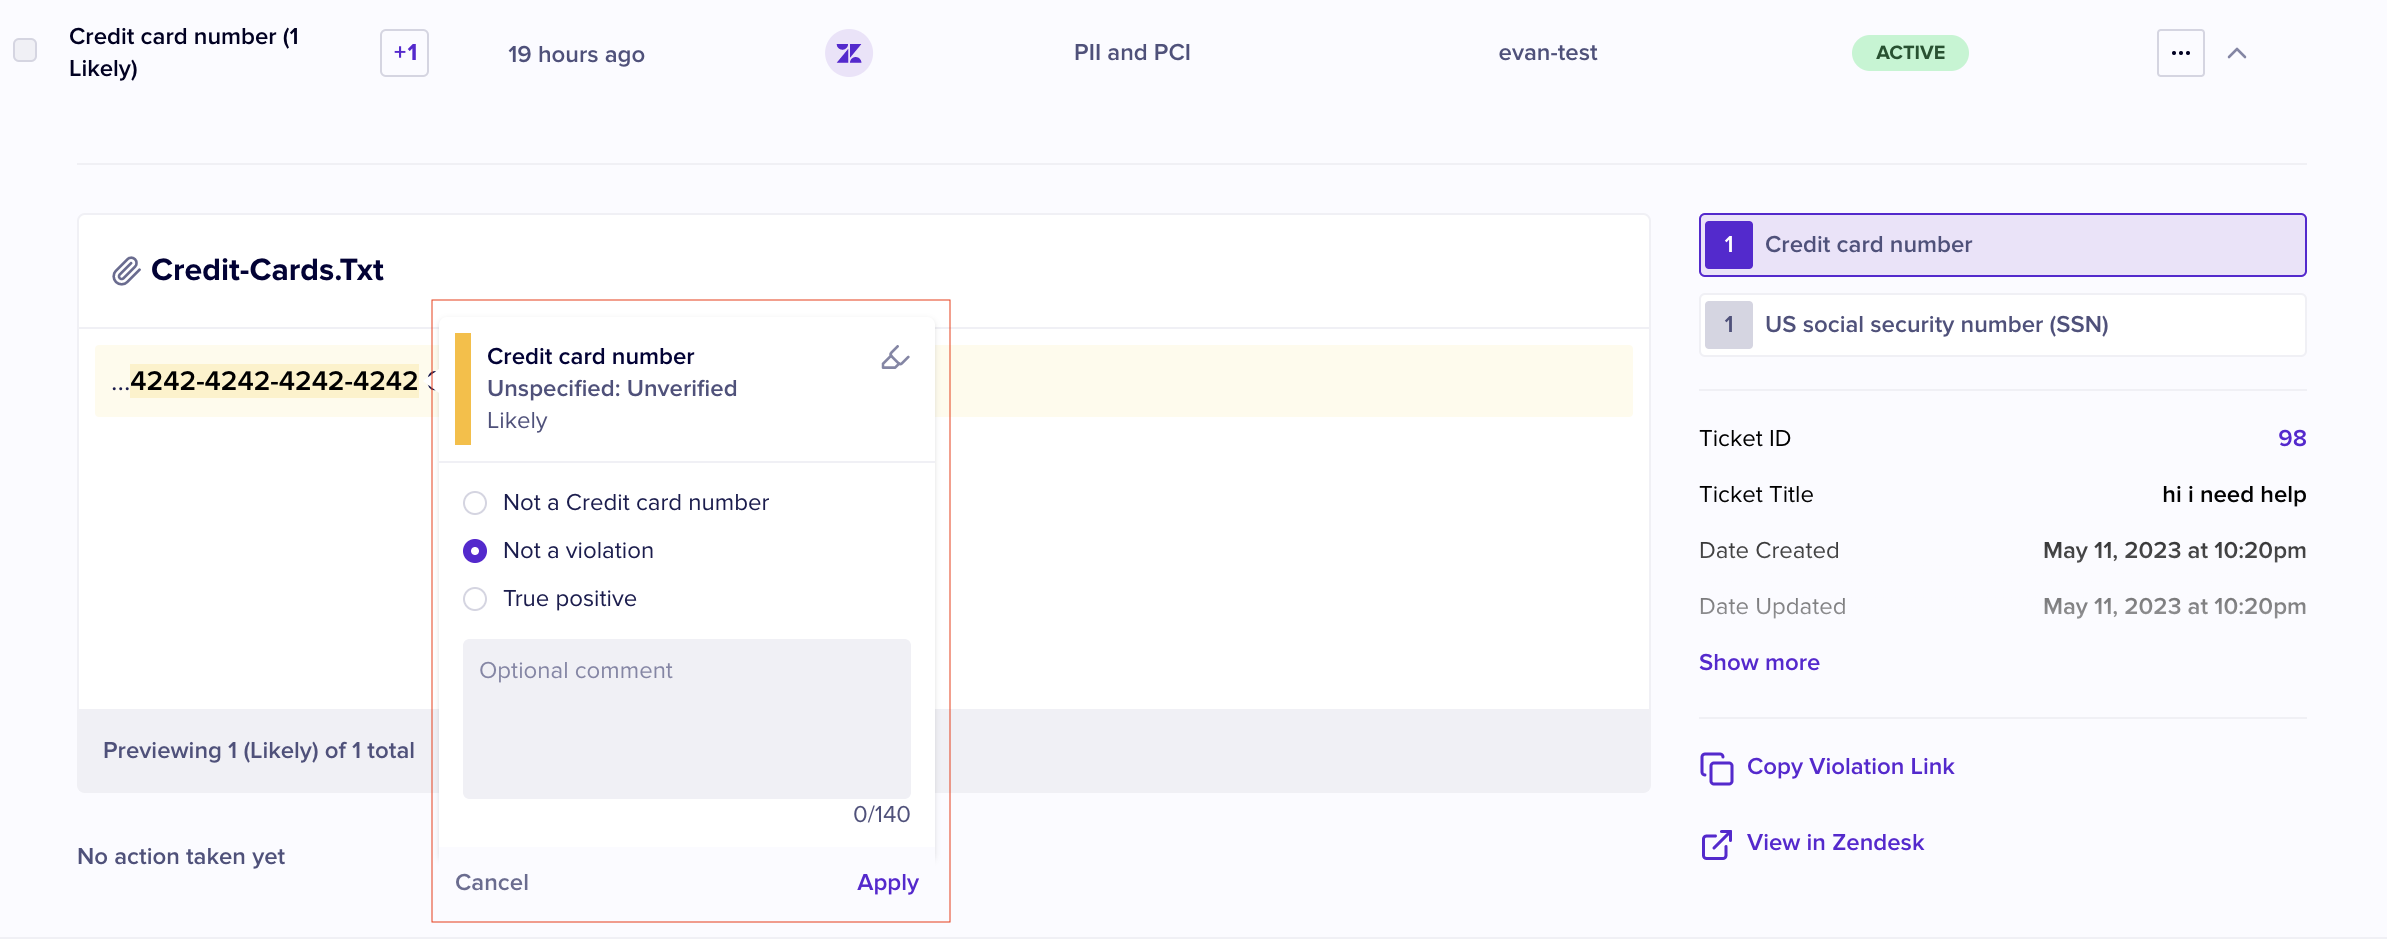 Credit card number (1
Likely)
+1
19 hours ago
PII and PCI
evan-test
ACTIVE
...
Credit-Cards.Txt
...4242-4242-4242-4242
Credit card number
Unspecified: Unverified
Likely
Not a Credit card number
Not a violation
True positive
Optional comment
0/140
Cancel
Apply
Previewing 1 (Likely) of 1 total
No action taken yet
1 Credit card number
1 US social security number (SSN)
Ticket ID 98
Ticket Title hi i need help
Date Created May 11, 2023 at 10:20pm
Date Updated May 11, 2023 at 10:20pm
Show more
Copy Violation Link
View in Zendesk